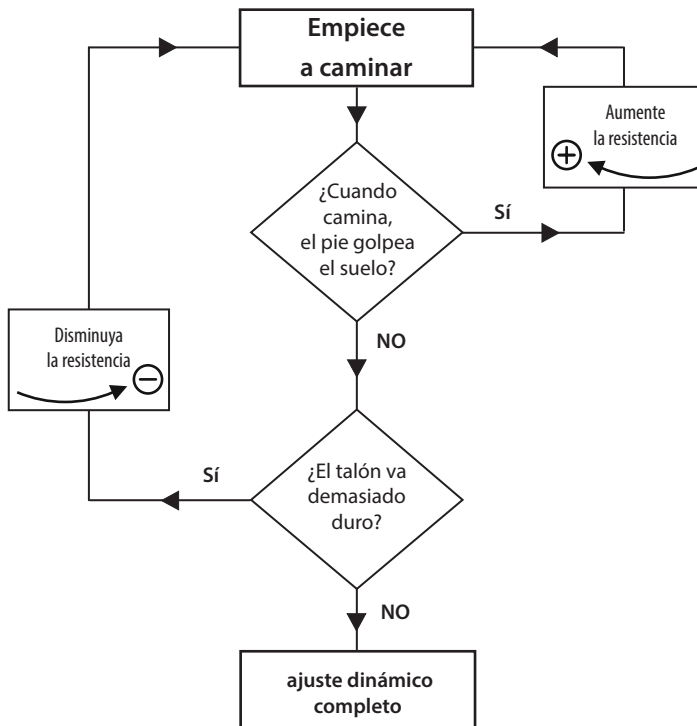 Empiece
a caminar
Aumente
la resistencia
¿Cuando
camina,
el pie golpea
el suelo?
Sí
Disminuya
la resistencia
NO
¿El talón va
demasiado
duro?
Sí
NO
ajuste dinámico
completo